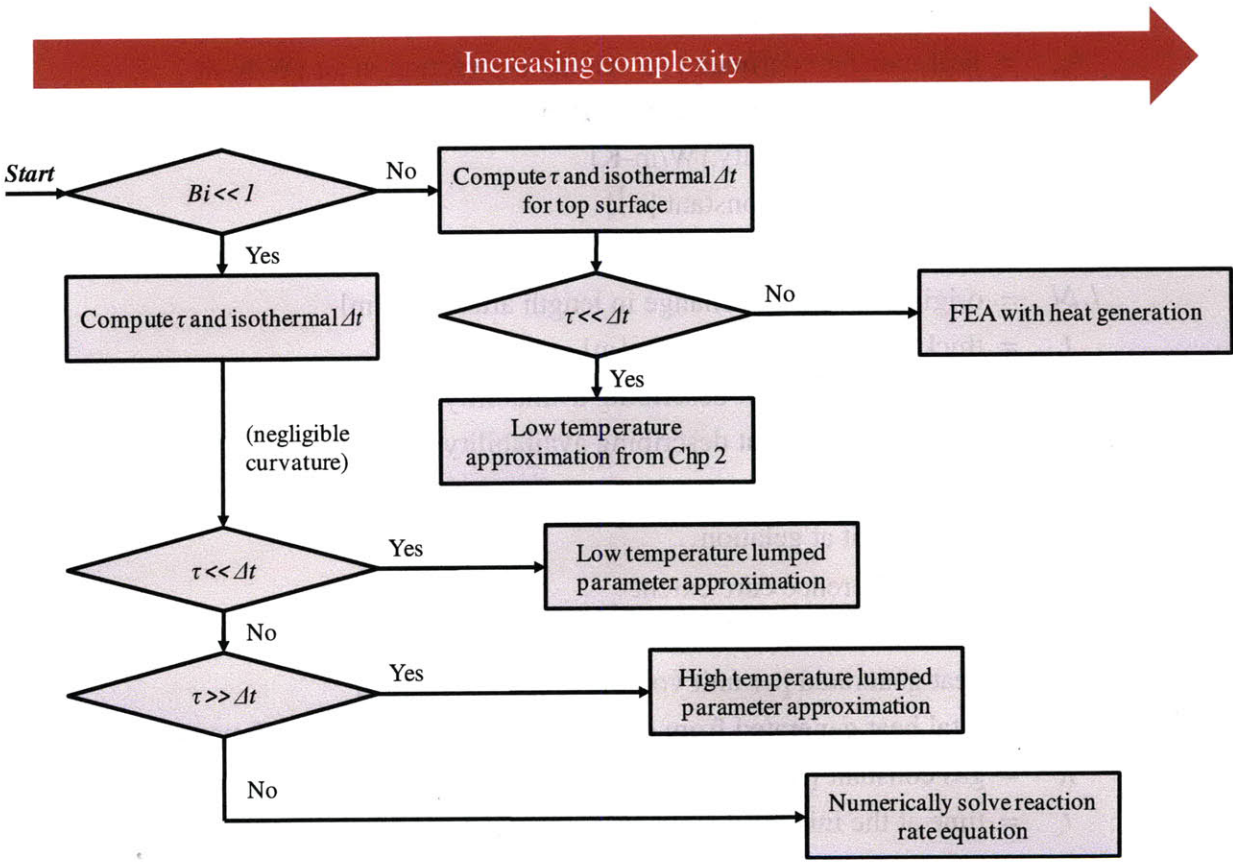 Increasing complexity
Start
Bi << 1
No
Compute τ and isothermal Δt
for top surface
Yes
Compute τ and isothermal Δt
τ << Δt
No
FEA with heat generation
Yes
Low temperature
approximation from Chp 2
(negligible
curvature)
τ << Δt
Yes
Low temperature lumped
parameter approximation
No
τ >> Δt
Yes
High temperature lumped
parameter approximation
No
Numerically solve reaction
rate equation